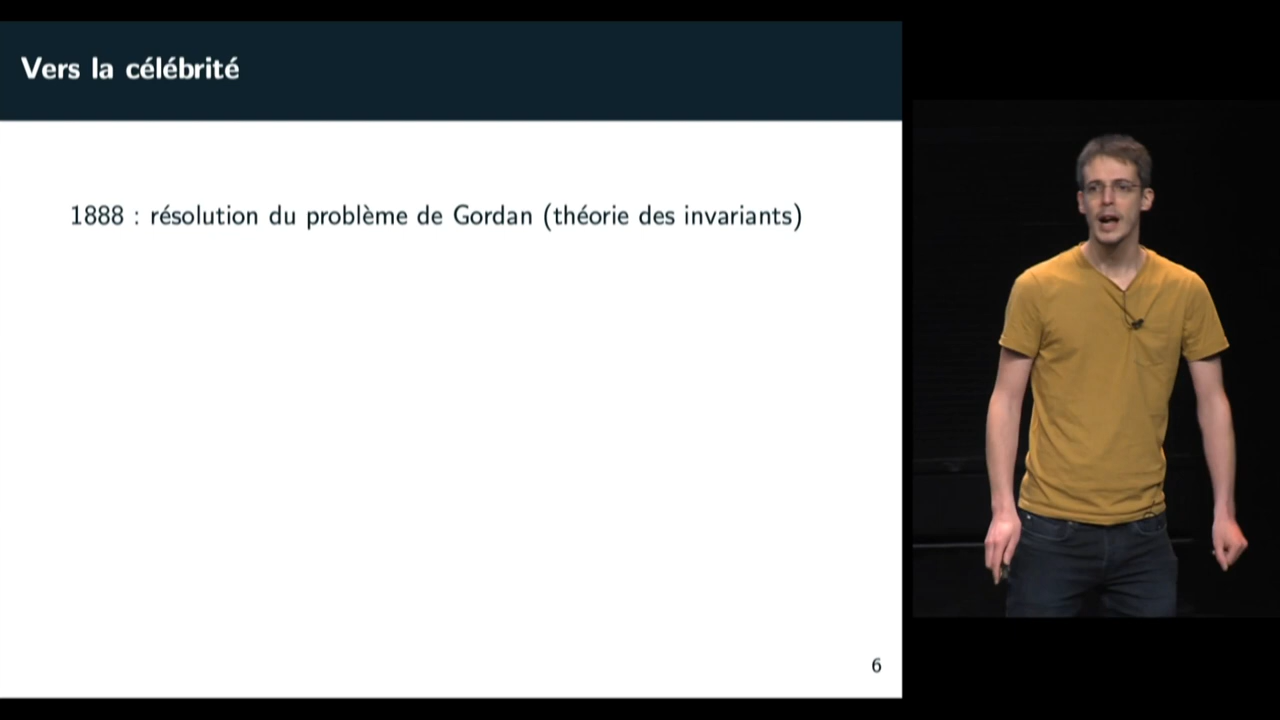 Vers la célébrité
1888 : résolution du problème de Gordan (théorie des invariants)
6